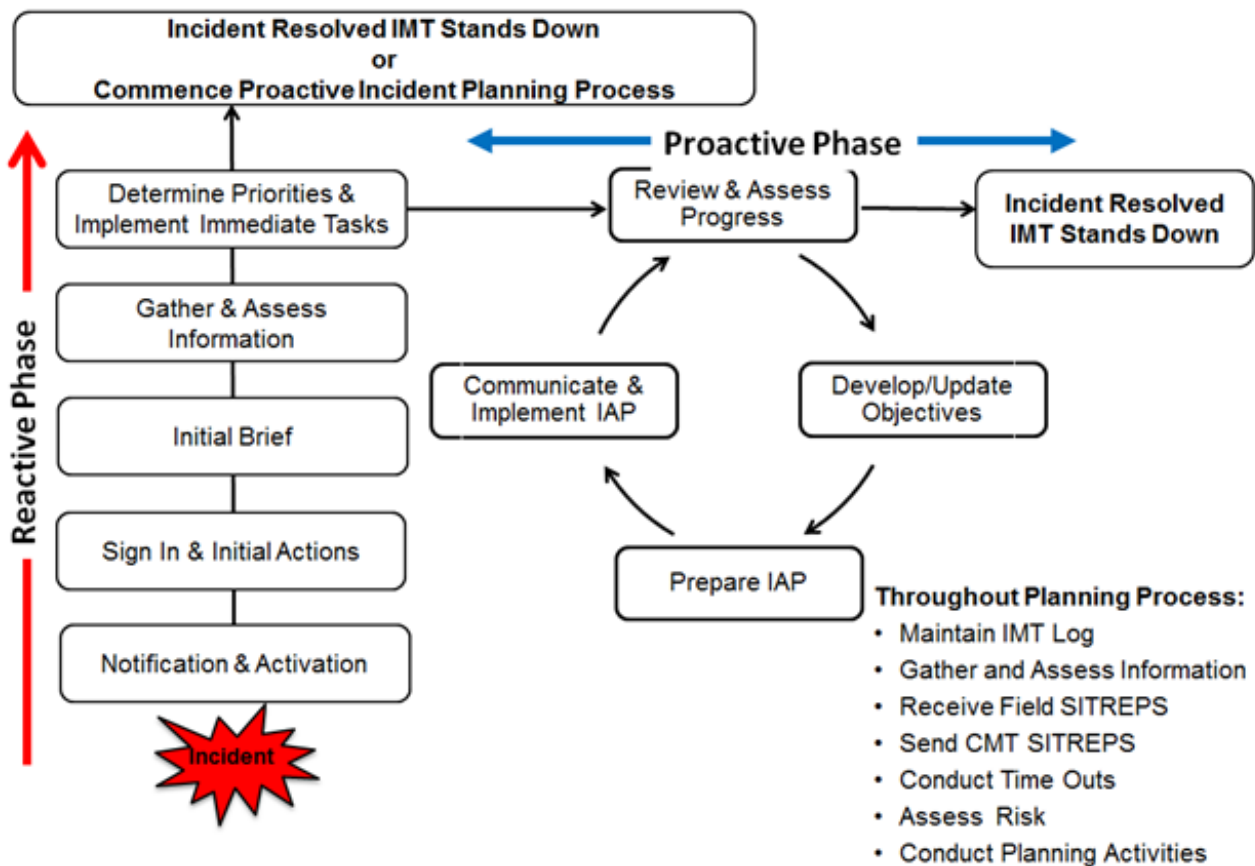 Incident Resolved IMT Stands Down
or
Commence Proactive Incident Planning Process
Reactive Phase
Proactive Phase
Determine Priorities &
Implement Immediate Tasks
Gather & Assess
Information
Initial Brief
Sign In & Initial Actions
Notification & Activation
Incident
Review & Assess
Progress
Incident Resolved
IMT Stands Down
Communicate &
Implement IAP
Develop/Update
Objectives
Prepare IAP
Throughout Planning Process:
• Maintain IMT Log
• Gather and Assess Information
• Receive Field SITREPS
• Send CMT SITREPS
• Conduct Time Outs
• Assess Risk
• Conduct Planning Activities